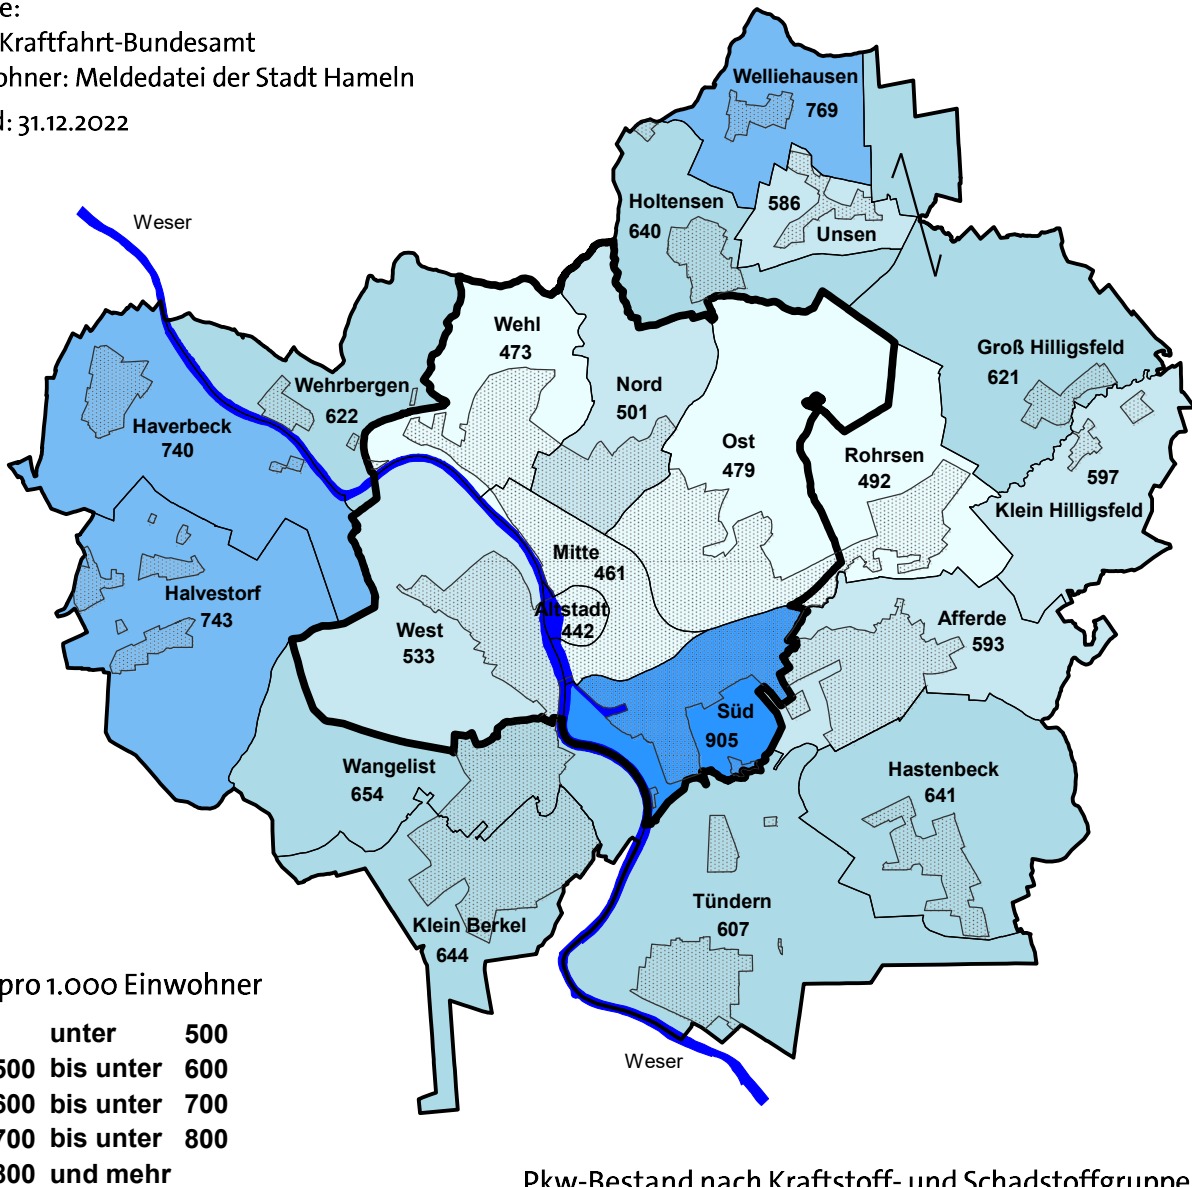 e:
Kraftfahrt-Bundesamt
ohner: Meldedatei der Stadt Hameln
d: 31.12.2022
Welliehausen
769
Weser
Holtensen
640
586
Unsen
Wehl
473
Nord
501
Groß Hilligsfeld
621
Wehrbergen
622
Haverbeck
740
Ost
479
Rohrsen
492
597
Klein Hilligsfeld
Mitte
461
Halvestorf
743
Altstadt
442
West
533
Afferde
593
Süd
905
Wangelist
654
Hastenbeck
641
Tündern
607
Klein Berkel
644
Weser
pro 1.000 Einwohner
unter 500
500 bis unter 600
600 bis unter 700
700 bis unter 800
800 und mehr
Pkw-Bestand nach Kraftstoff- und Schadstoffgruppe